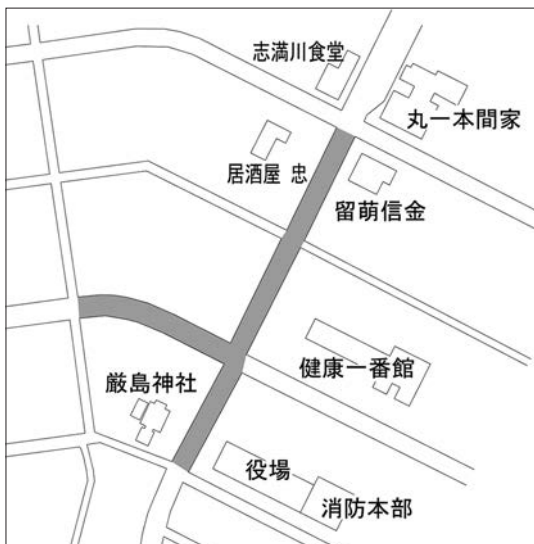 志満川食堂
丸一本間家
居酒屋 忠
留萌信金
健康一番館
厳島神社
役場
消防本部